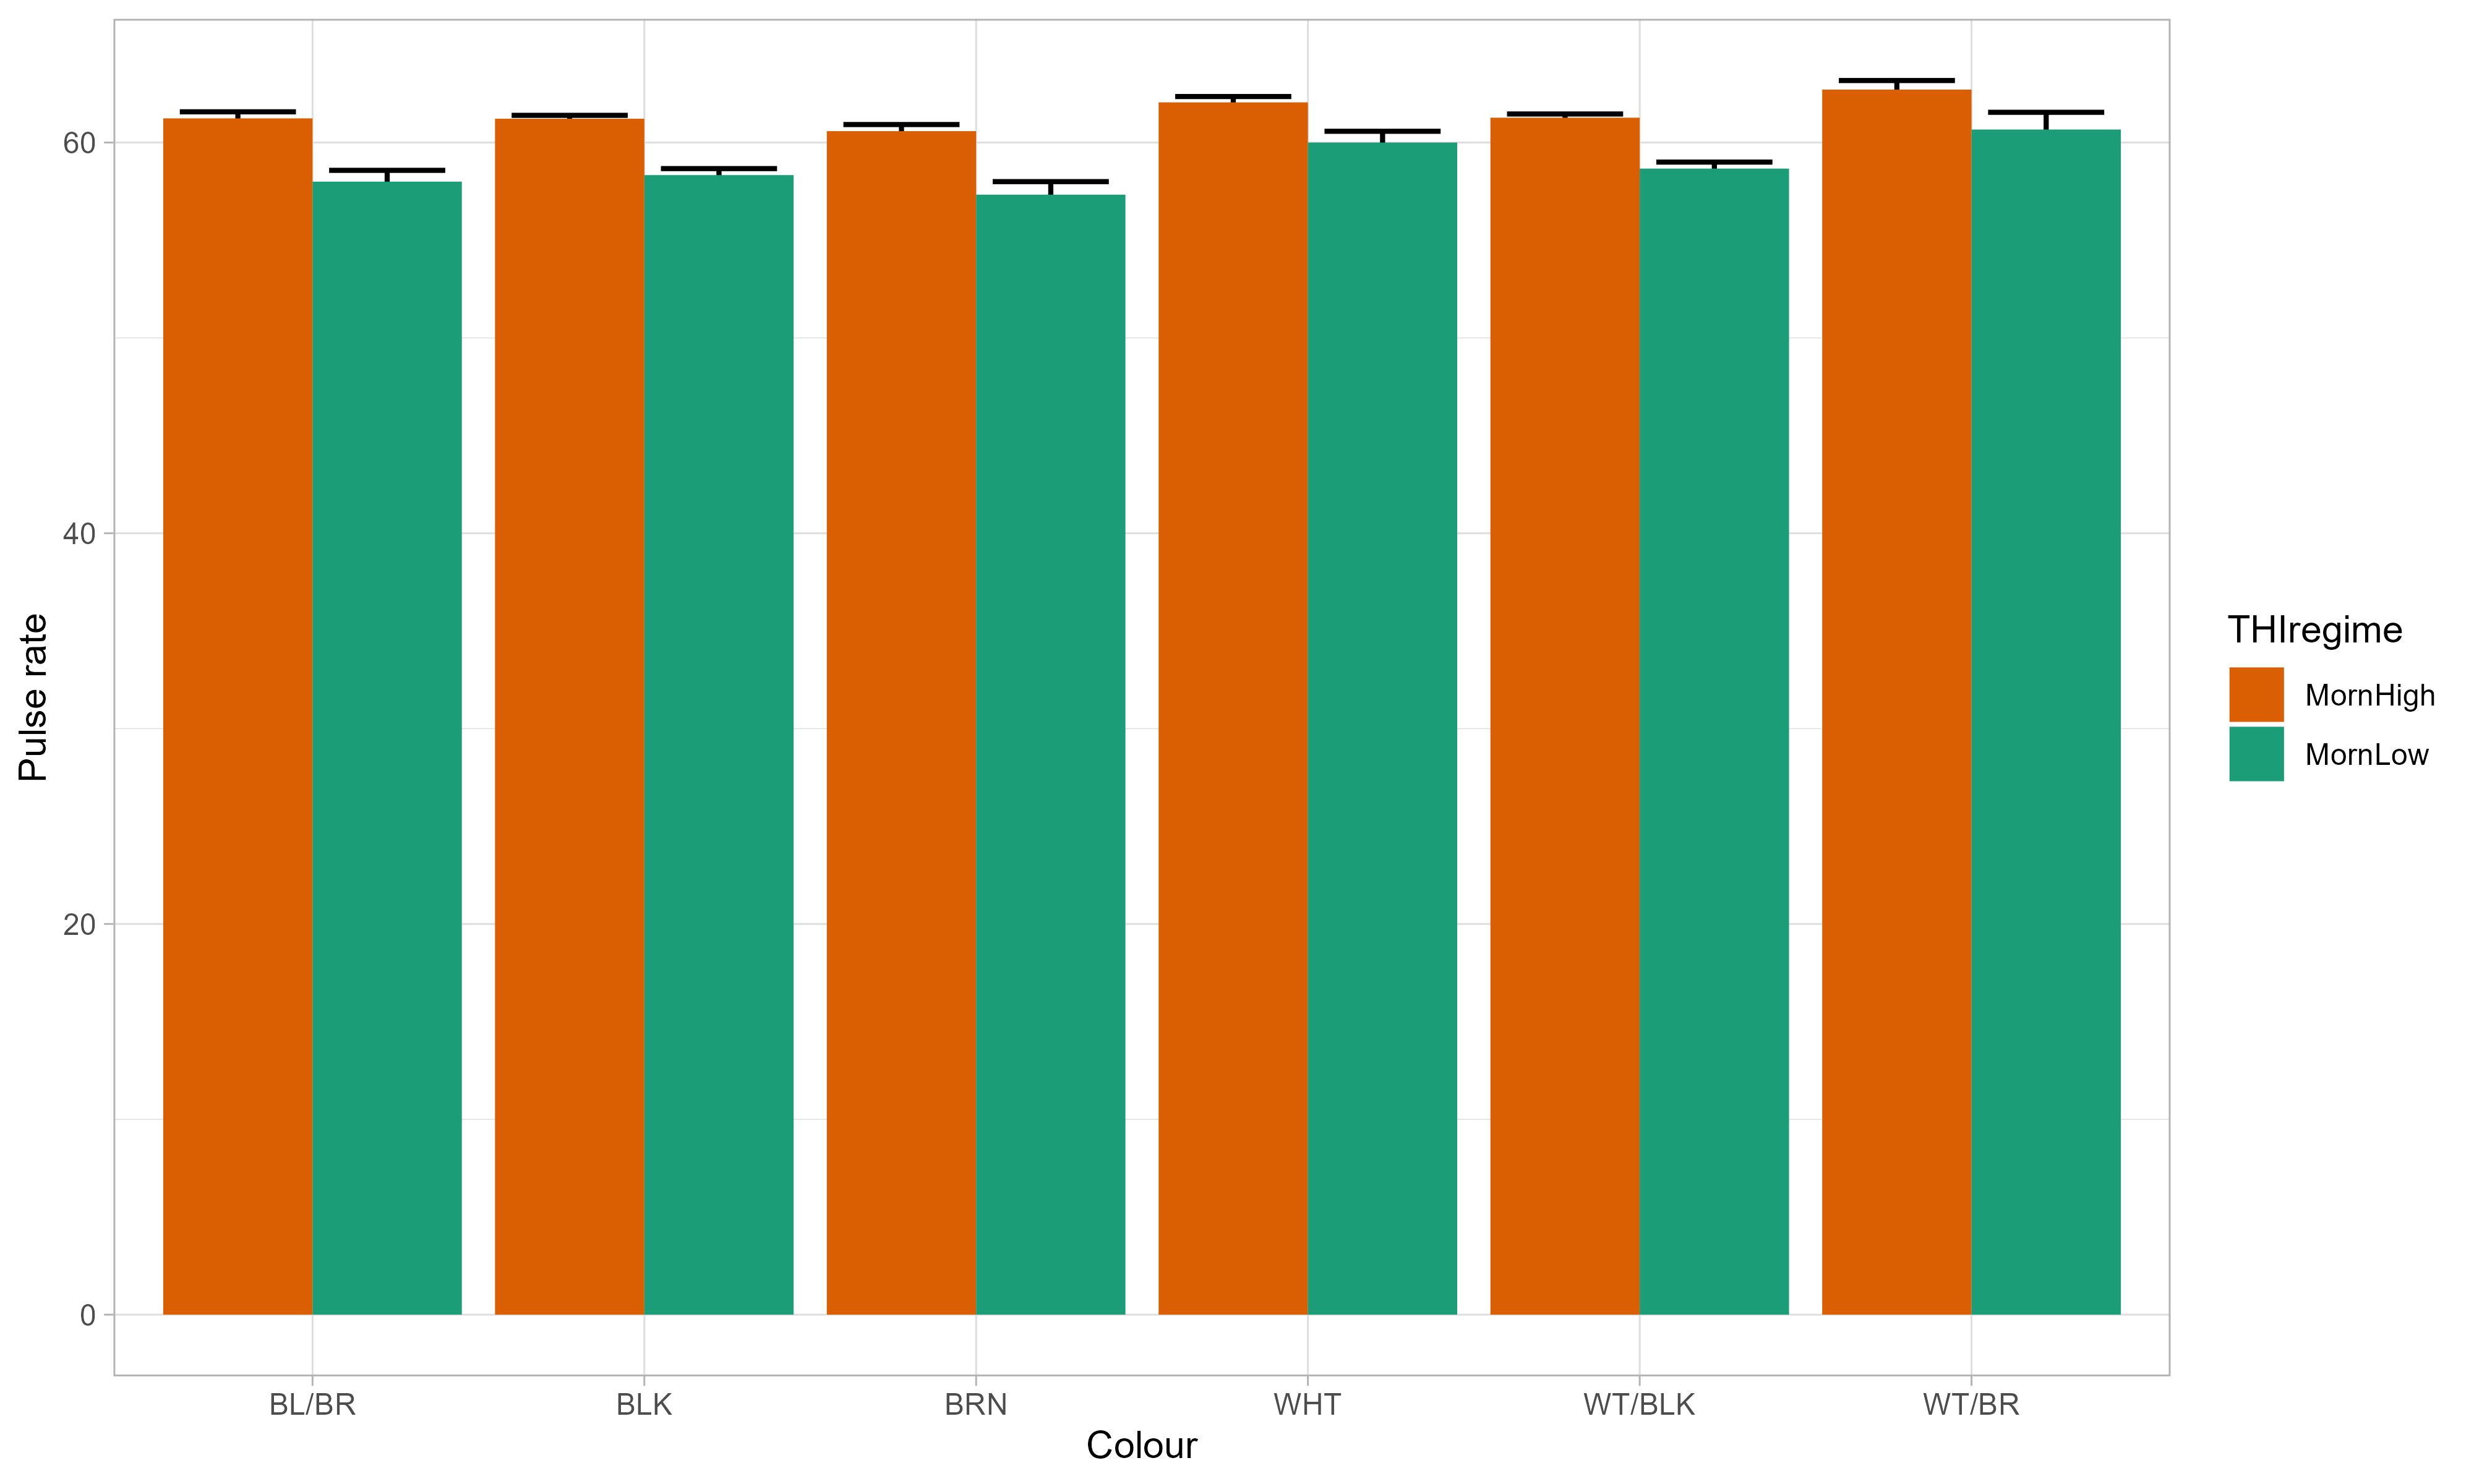 60
40
20
0
Pulse rate
BL/BR
BLK
BRN
WHT
WT/BLK
WT/BR
Colour
THIregime
MornHigh
MornLow